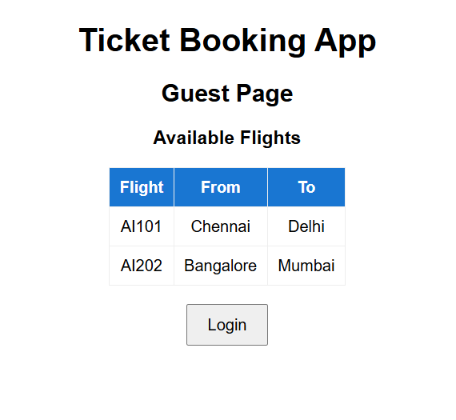 Ticket Booking App
Guest Page
Available Flights
Flight From To
AI101 Chennai Delhi
AI202 Bangalore Mumbai
Login